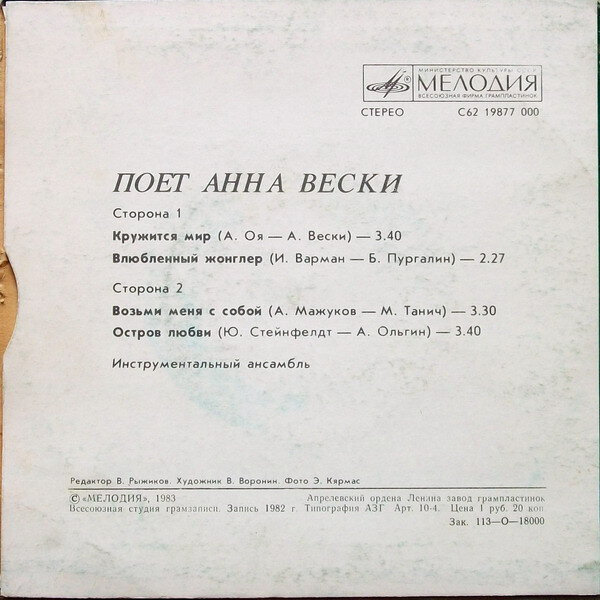 МИНИСТЕРСТВО КУЛЬТУРЫ СССР
МЕЛОДИЯ
ВСЕСОЮЗНАЯ ФИРМА ГРАМПЛАСТИНОК
СТЕРЕО С62 19877 000
ПОЕТ АННА ВЕСКИ
Сторона 1
Кружится мир (А. Оя — А. Вески) — 3.40
Влюбленный жонглер (И. Варман — Б. Пургалин) — 2.27
Сторона 2
Возьми меня с собой (А. Мажуков — М. Танич) — 3.30
Остров любви (Ю. Стейнфелдт — А. Ольгин) — 3.40
Инструментальный ансамбль
Редактор В. Рыжиков. Художник В. Воронин. Фото Э. Кярмас
© «МЕЛОДИЯ», 1983 Апрелевский ордена Ленина завод грампластинок
Всесоюзная студия грамзаписи. Запись 1982 г. Типография АЗГ Арт. 10-4. Цена 1 руб. 20 коп
Зак. 113—О—18000